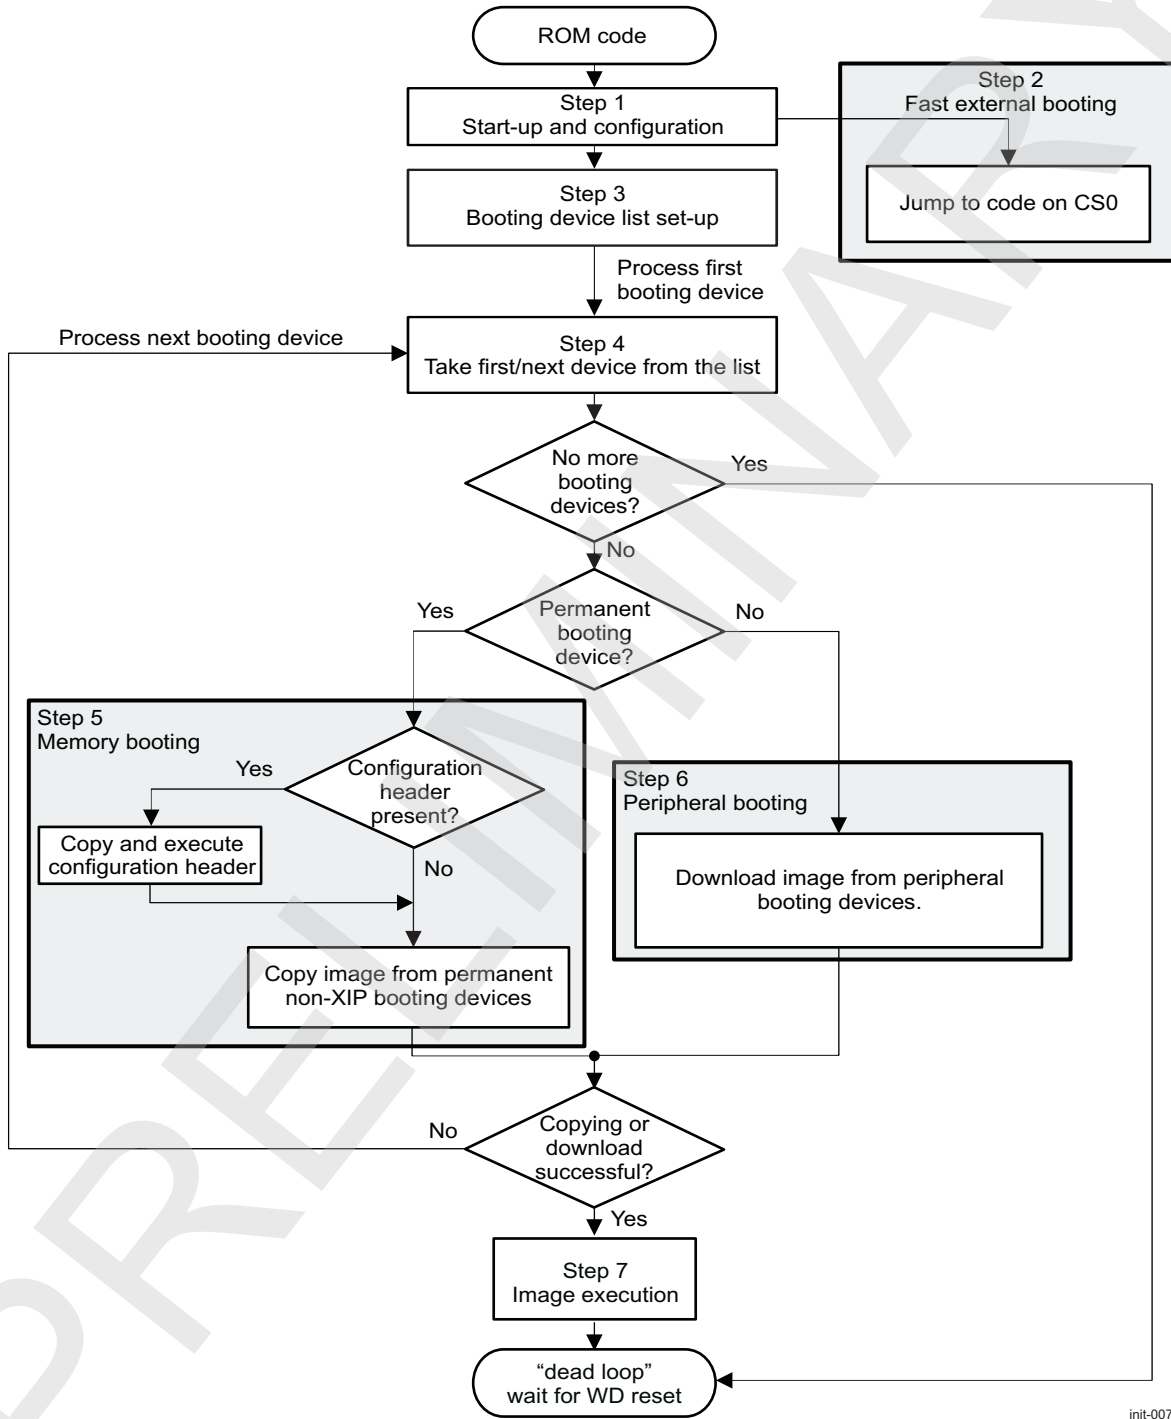 ROM code
Step 1
Start-up and configuration
Step 2
Fast external booting
Jump to code on CS0
Step 3
Booting device list set-up
Process first
booting device
Process next booting device
Step 4
Take first/next device from the list
No more
booting
devices?
Yes
No
Permanent
booting
device?
Yes
No
Step 5
Memory booting
Configuration
header
present?
Yes
Copy and execute
configuration header
No
Copy image from permanent
non-XIP booting devices
Step 6
Peripheral booting
Download image from peripheral
booting devices.
Copying or
download
successful?
No
Yes
Step 7
Image execution
“dead loop”
wait for WD reset
init-007
PRELIMINARY